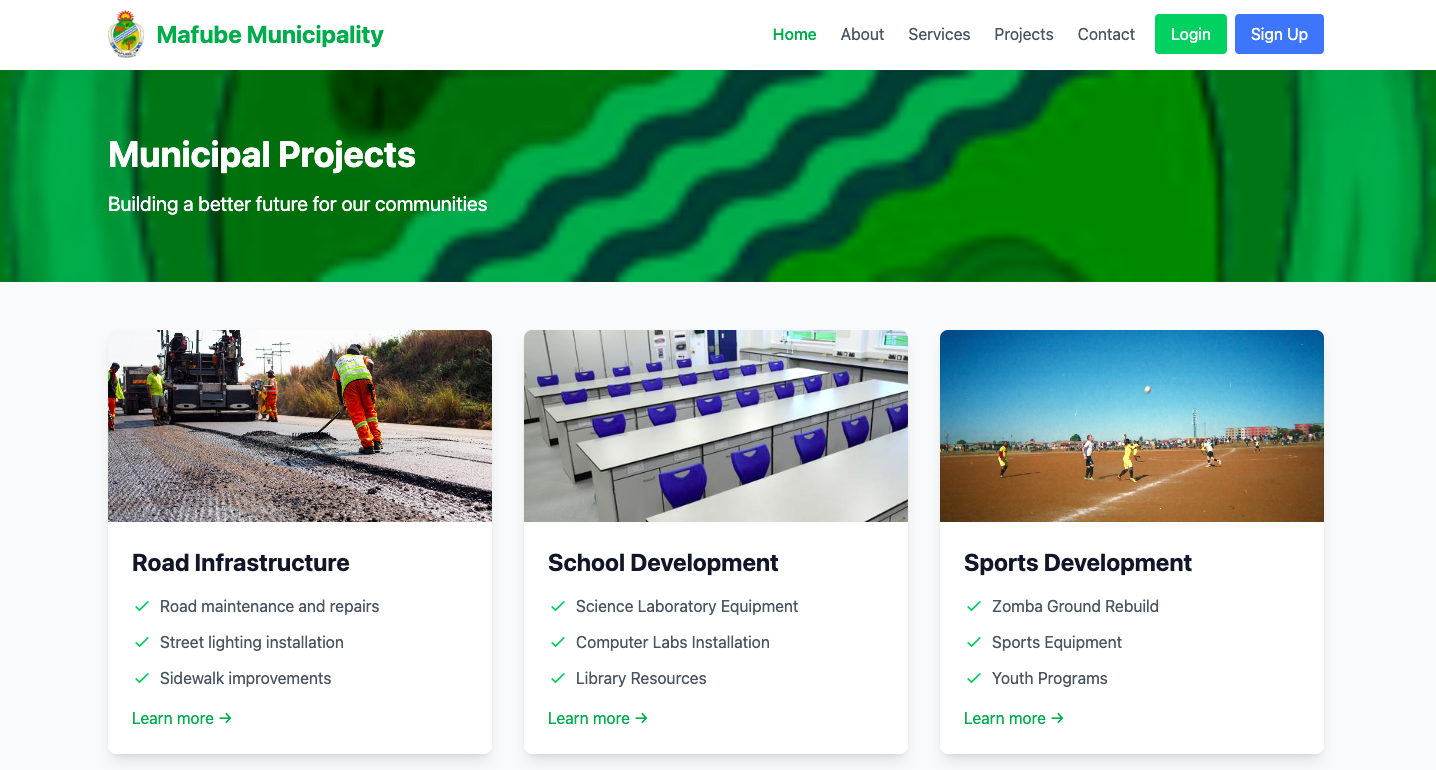 Mafube Municipality
Home About Services Projects Contact Login Sign Up
Municipal Projects
Building a better future for our communities
Road Infrastructure
Road maintenance and repairs
Street lighting installation
Sidewalk improvements
Learn more →
School Development
Science Laboratory Equipment
Computer Labs Installation
Library Resources
Learn more →
Sports Development
Zomba Ground Rebuild
Sports Equipment
Youth Programs
Learn more →